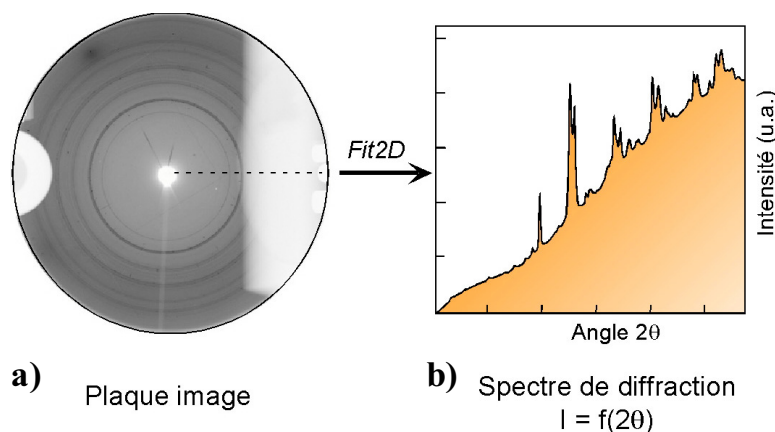 Fit2D
Intensité (u.a.)
Angle 2θ
a)
Plaque image
b)
Spectre de diffraction
I = f(2θ)